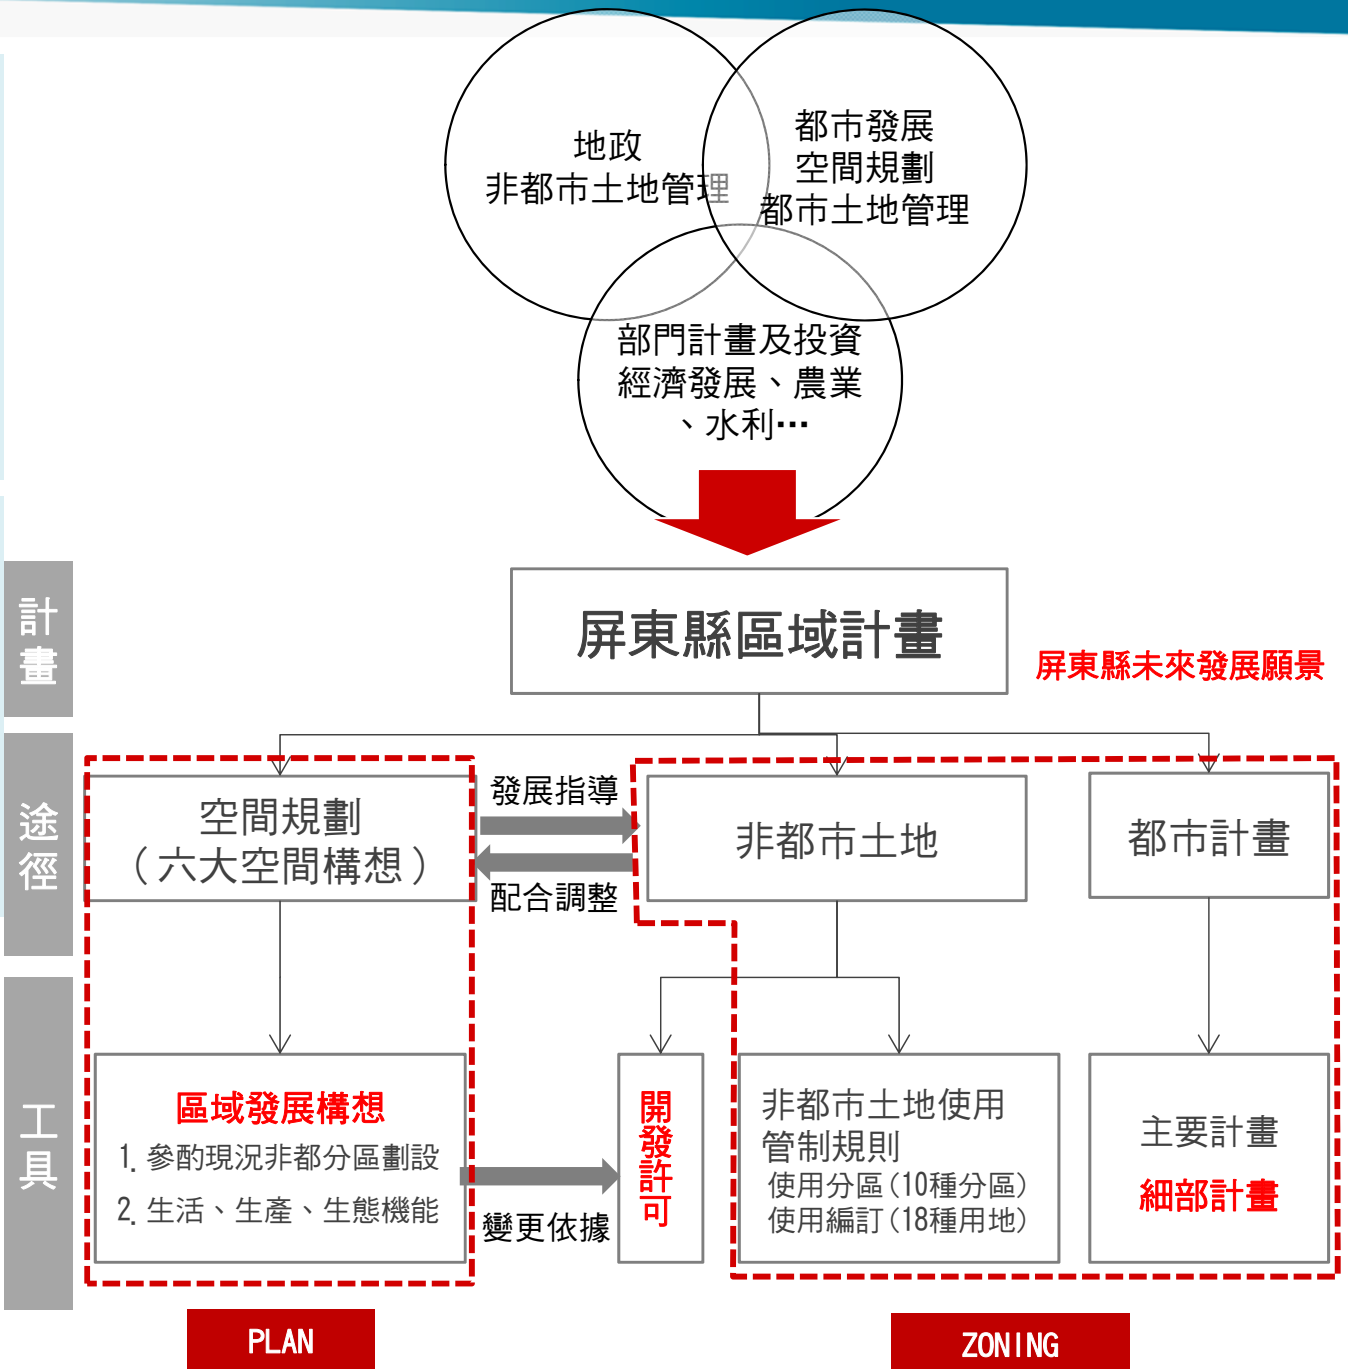 地政
非都市土地管理
都市發展
空間規劃
都市土地管理
部門計畫及投資
經濟發展、農業
、水利…
計畫
屏東縣區域計畫
屏東縣未來發展願景
途徑
空間規劃
(六大空間構想)
發展指導
配合調整
非都市土地
都市計畫
工具
區域發展構想
1. 參酌現況非都分區劃設
2. 生活、生產、生態機能
變更依據
開發許可
非都市土地使用
管制規則
使用分區(10種分區)
使用編訂(18種用地)
主要計畫
細部計畫
PLAN
ZONING